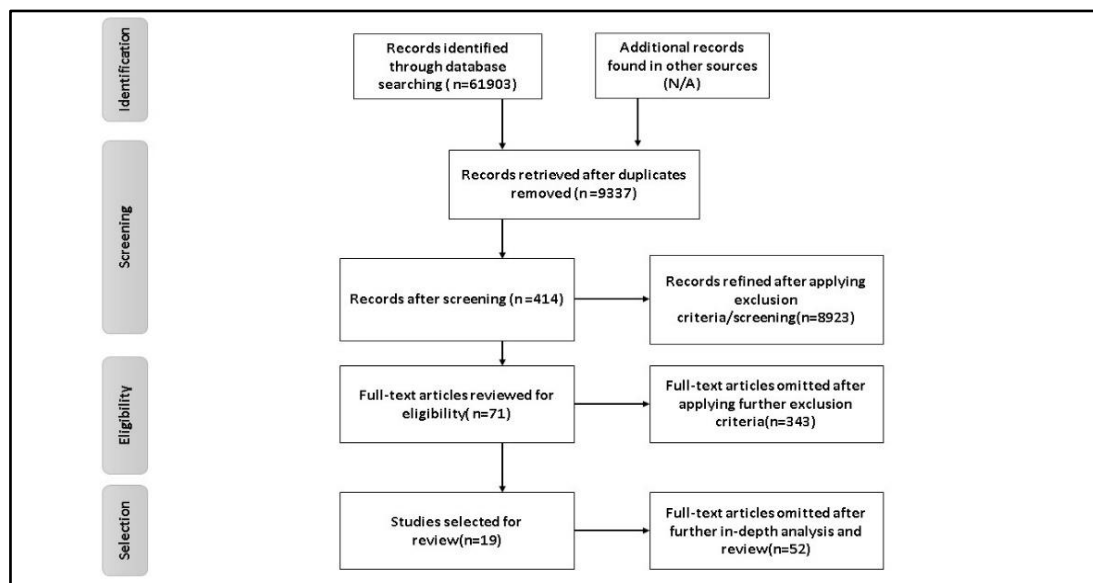 Identification
Records identified
through database
searching ( n=61903)
Additional records
found in other sources
(N/A)
Screening
Records retrieved after duplicates
removed (n =9337)
Records after screening (n =414)
Records refined after applying
exclusion
criteria/screening(n=8923)
Eligibility
Full-text articles reviewed for
eligibility( n=71)
Full-text articles omitted after
applying further exclusion
criteria(n=343)
Selection
Studies selected for
review(n=19)
Full-text articles omitted after
further in-depth analysis and
review(n=52)